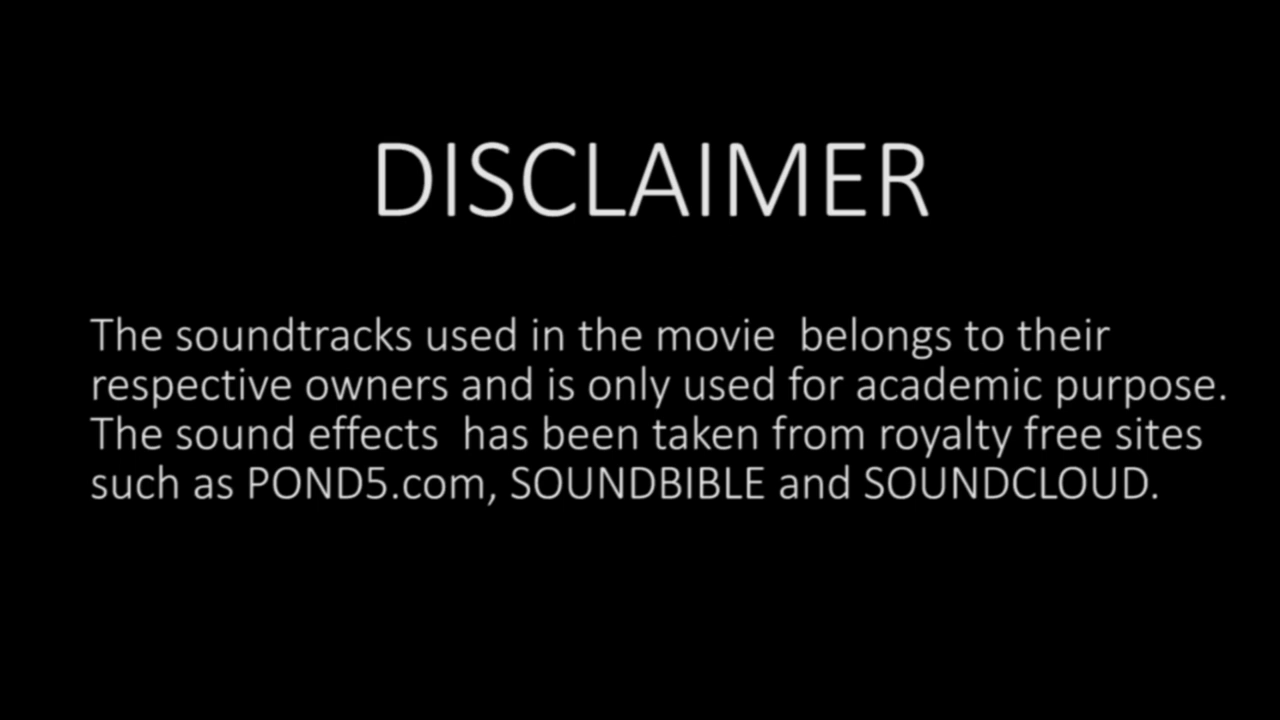 DISCLAIMER
The soundtracks used in the movie  belongs to their
respective owners and is only used for academic purpose.
The sound effects  has been taken from royalty free sites
such as POND5.com, SOUNDBIBLE and SOUNDCLOUD.